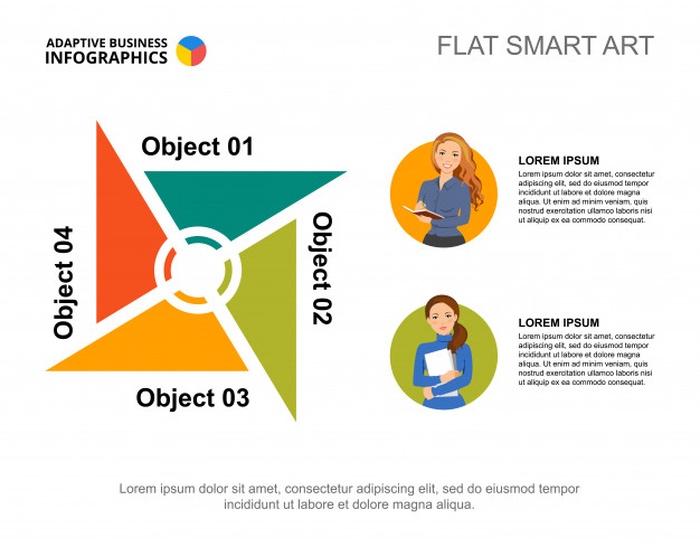 ADAPTIVE BUSINESS
INFOGRAPHICS
FLAT SMART ART
Object 01
Object 02
Object 03
Object 04
LOREM IPSUM
Lorem ipsum dolor sit amet, consectetur
adipiscing elit, sed do eiusmod tempor
incididunt ut labore et dolore magna
aliqua. Ut enim ad minim veniam, quis
nostrud exercitation ullamco laboris nisi
ut aliquip ex ea commodo consequat.
LOREM IPSUM
Lorem ipsum dolor sit amet, consectetur
adipiscing elit, sed do eiusmod tempor
incididunt ut labore et dolore magna
aliqua. Ut enim ad minim veniam, quis
nostrud exercitation ullamco laboris nisi
ut aliquip ex ea commodo consequat.
Lorem ipsum dolor sit amet, consectetur adipiscing elit, sed do eiusmod tempor
incididunt ut labore et dolore magna aliqua.